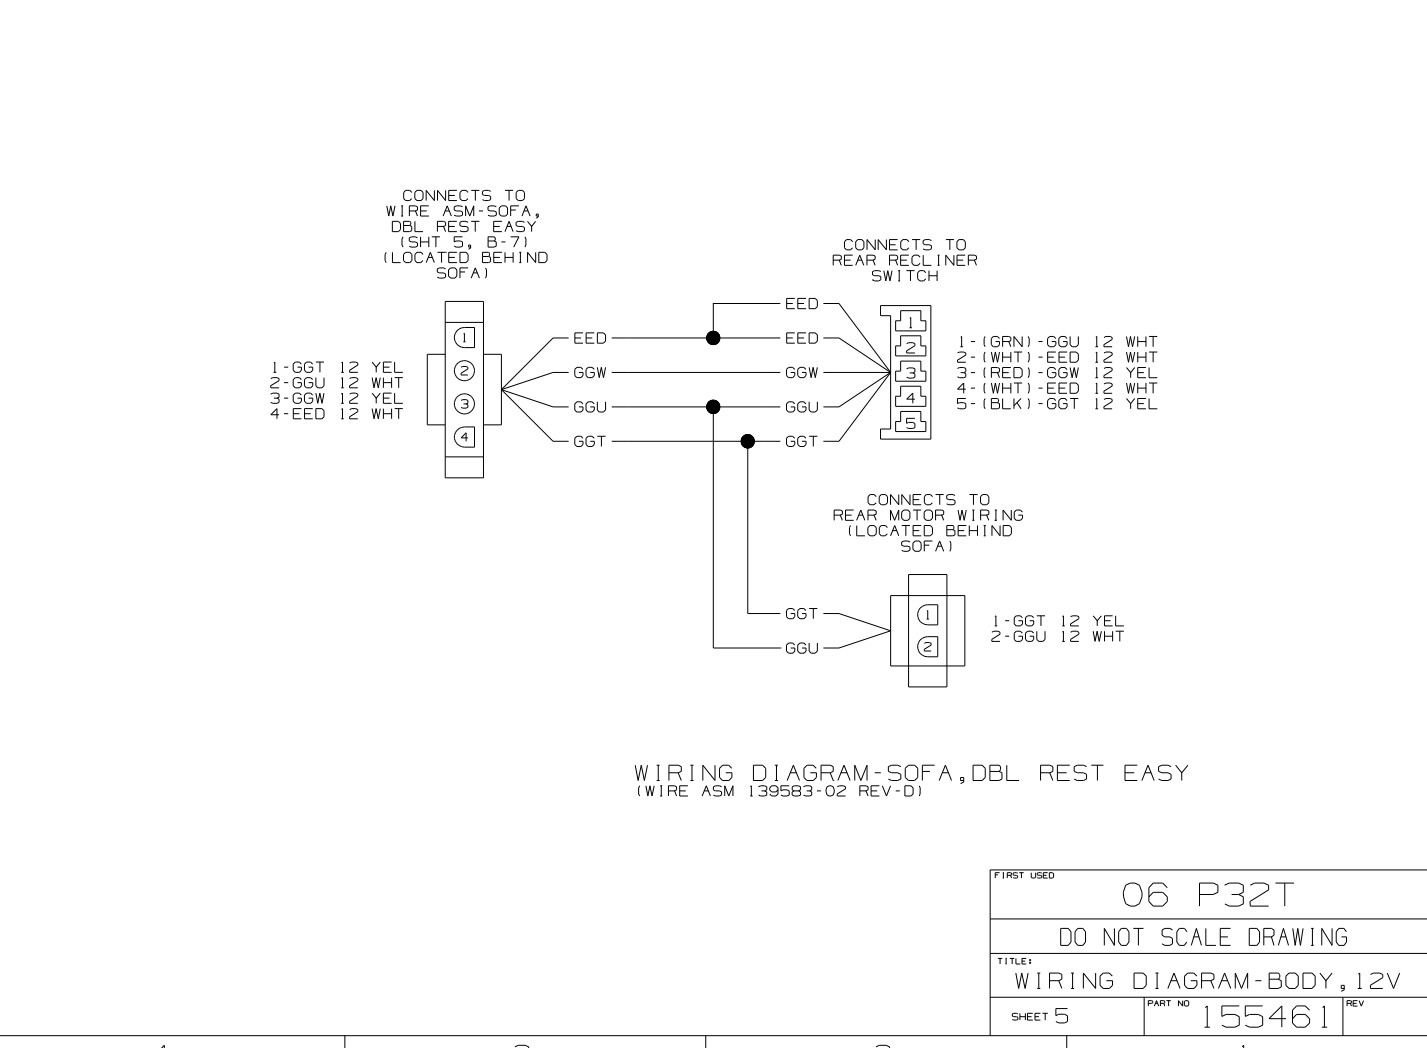 CONNECTS TO
WIRE ASM-SOFA,
DBL REST EASY
(SHT 5, B-7)
(LOCATED BEHIND
SOFA)
CONNECTS TO
REAR RECLINER
SWITCH
1-GGT 12 YEL
2-GGU 12 WHT
3-GGW 12 YEL
4-EED 12 WHT
1
2
3
4
EED
GGW
GGU
GGT
EED
EED
GGW
GGU
GGT
1
2
3
4
5
1-(GRN)-GGU 12 WHT
2-(WHT)-EED 12 WHT
3-(RED)-GGW 12 YEL
4-(WHT)-EED 12 WHT
5-(BLK)-GGT 12 YEL
CONNECTS TO
REAR MOTOR WIRING
(LOCATED BEHIND
SOFA)
GGT
GGU
1
2
1-GGT 12 YEL
2-GGU 12 WHT
WIRING DIAGRAM-SOFA,DBL REST EASY
(WIRE ASM 139583-02 REV-D)
FIRST USED
06 P32T
DO NOT SCALE DRAWING
TITLE:
WIRING DIAGRAM-BODY,12V
SHEET 5
PART NO
155461
REV